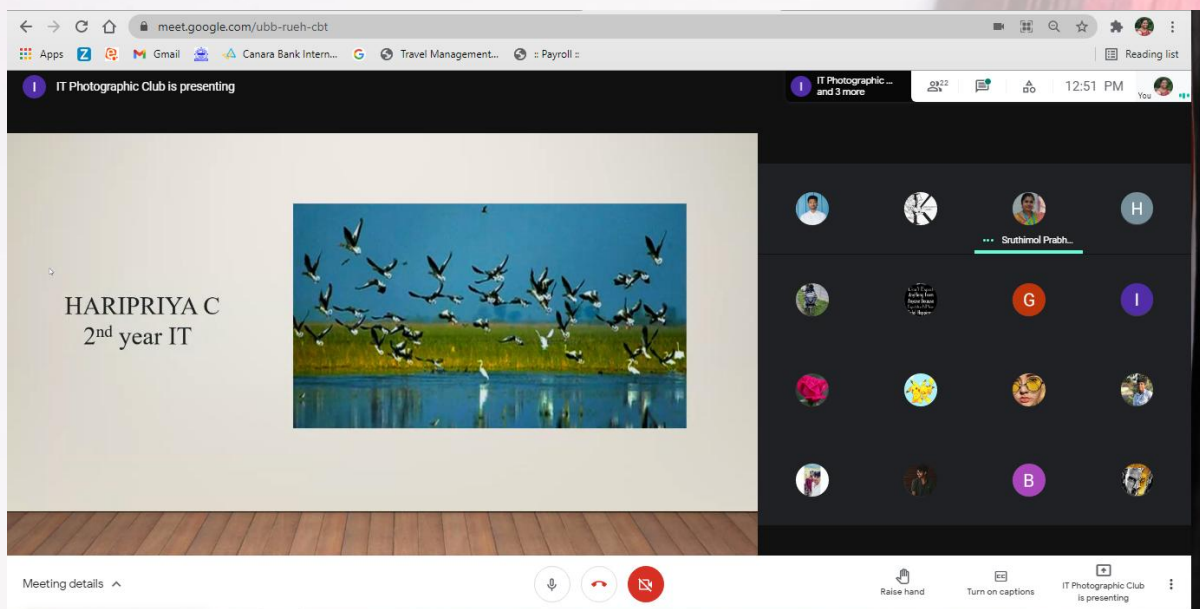 meet.google.com/ubb-rueh-cbt
Apps Gmail Canara Bank Intern... Travel Management... :: Payroll :: Reading list
I IT Photographic Club is presenting
I IT Photographic ...
and 3 more
22
12:51 PM
You
H
Sruthimol Prabh...
G I
HARIPRIYA C
2nd year IT
B
Meeting details
Raise hand
CC
Turn on captions
IT Photographic Club
is presenting